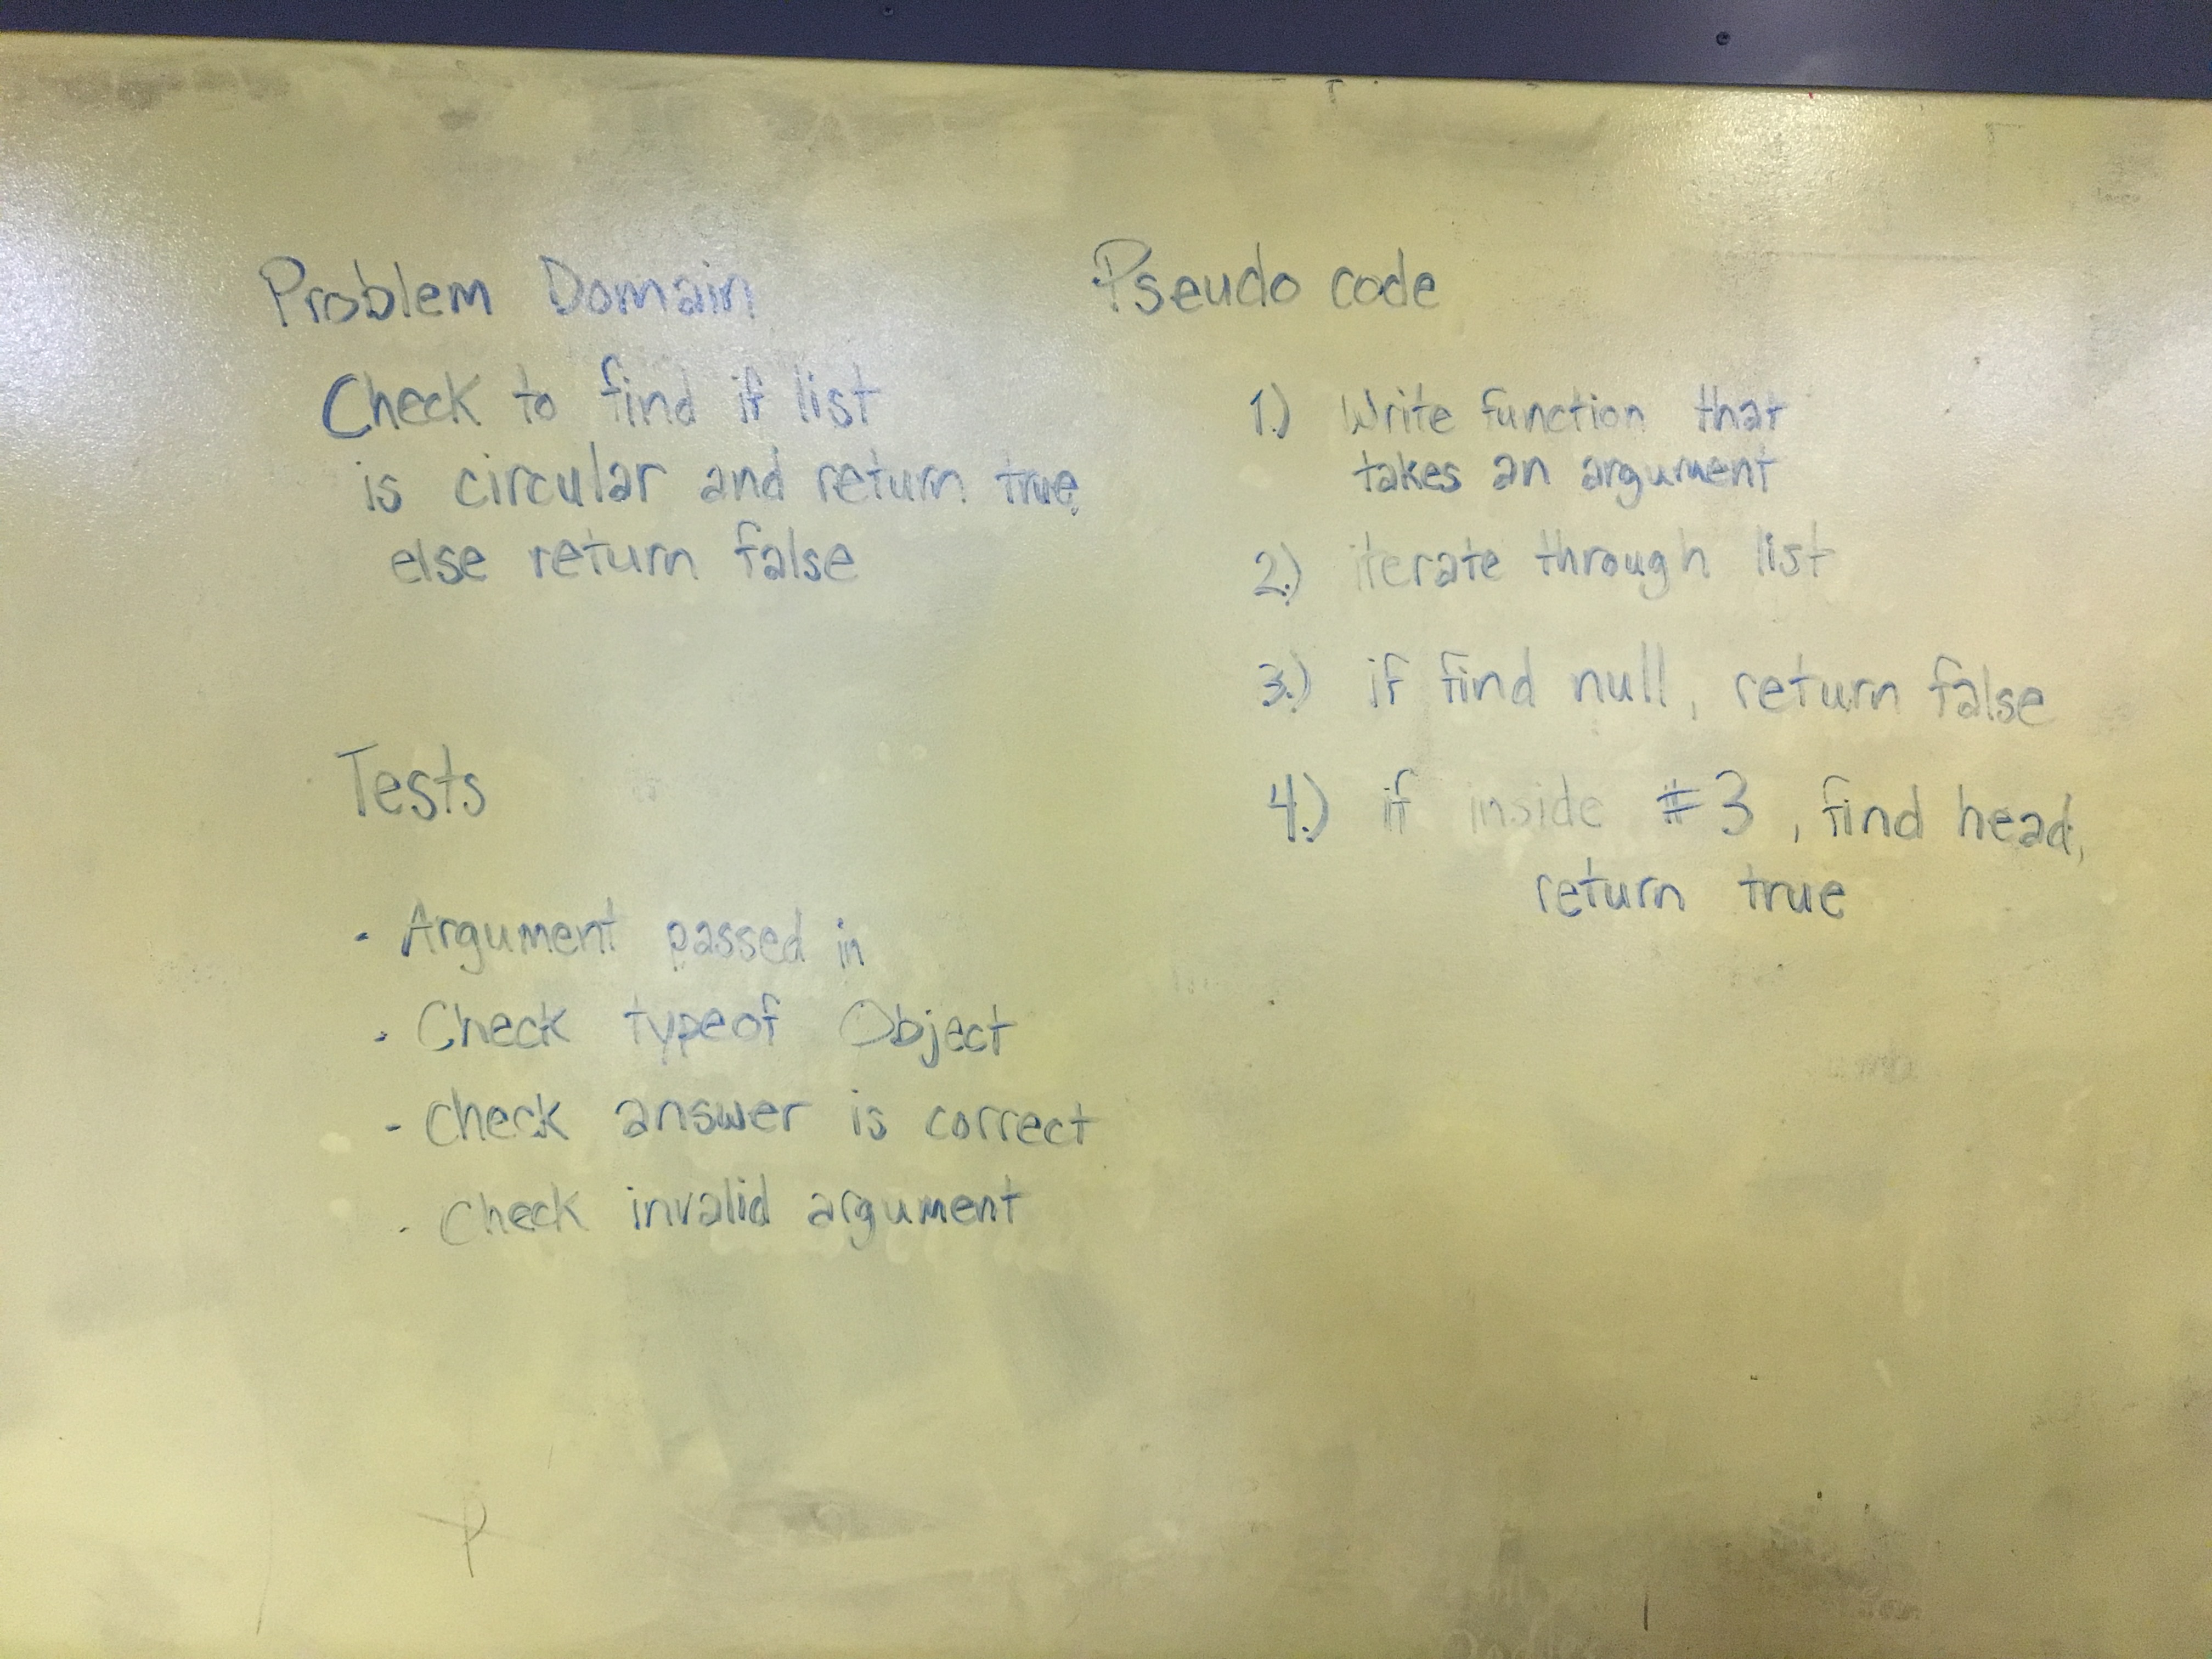 Problem Domain
Check to find if list
is circular and return true,
else return false
Tests
- Argument passed in
- Check typeof Object
- Check answer is correct
- Check invalid argument
Pseudo code
1.) Write function that
takes an argument
2.) iterate through list
3.) if find null, return false
4.) if inside #3, find head,
return true